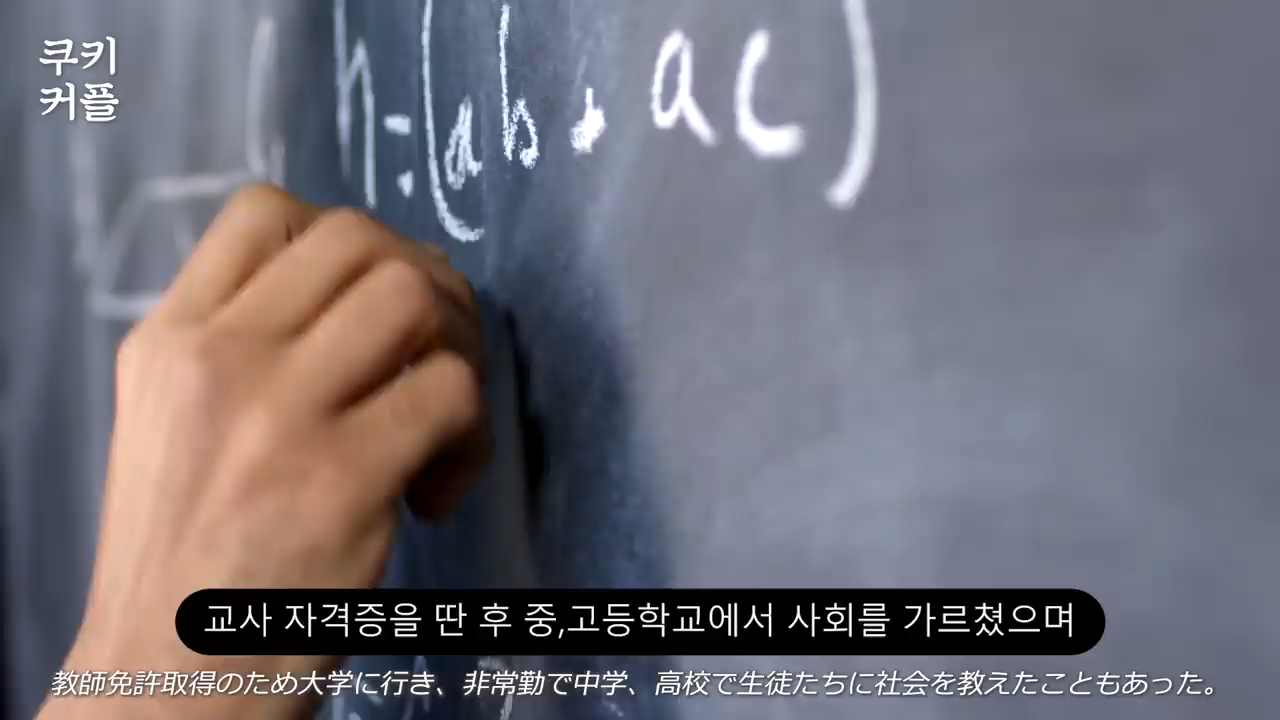 쿠키
커플
h=(ab · ac)
교사 자격증을 딴 후 중,고등학교에서 사회를 가르쳤으며
教師免許取得のため大学に行き、非常勤で中学、高校で生徒たちに社会を教えたこともあった。